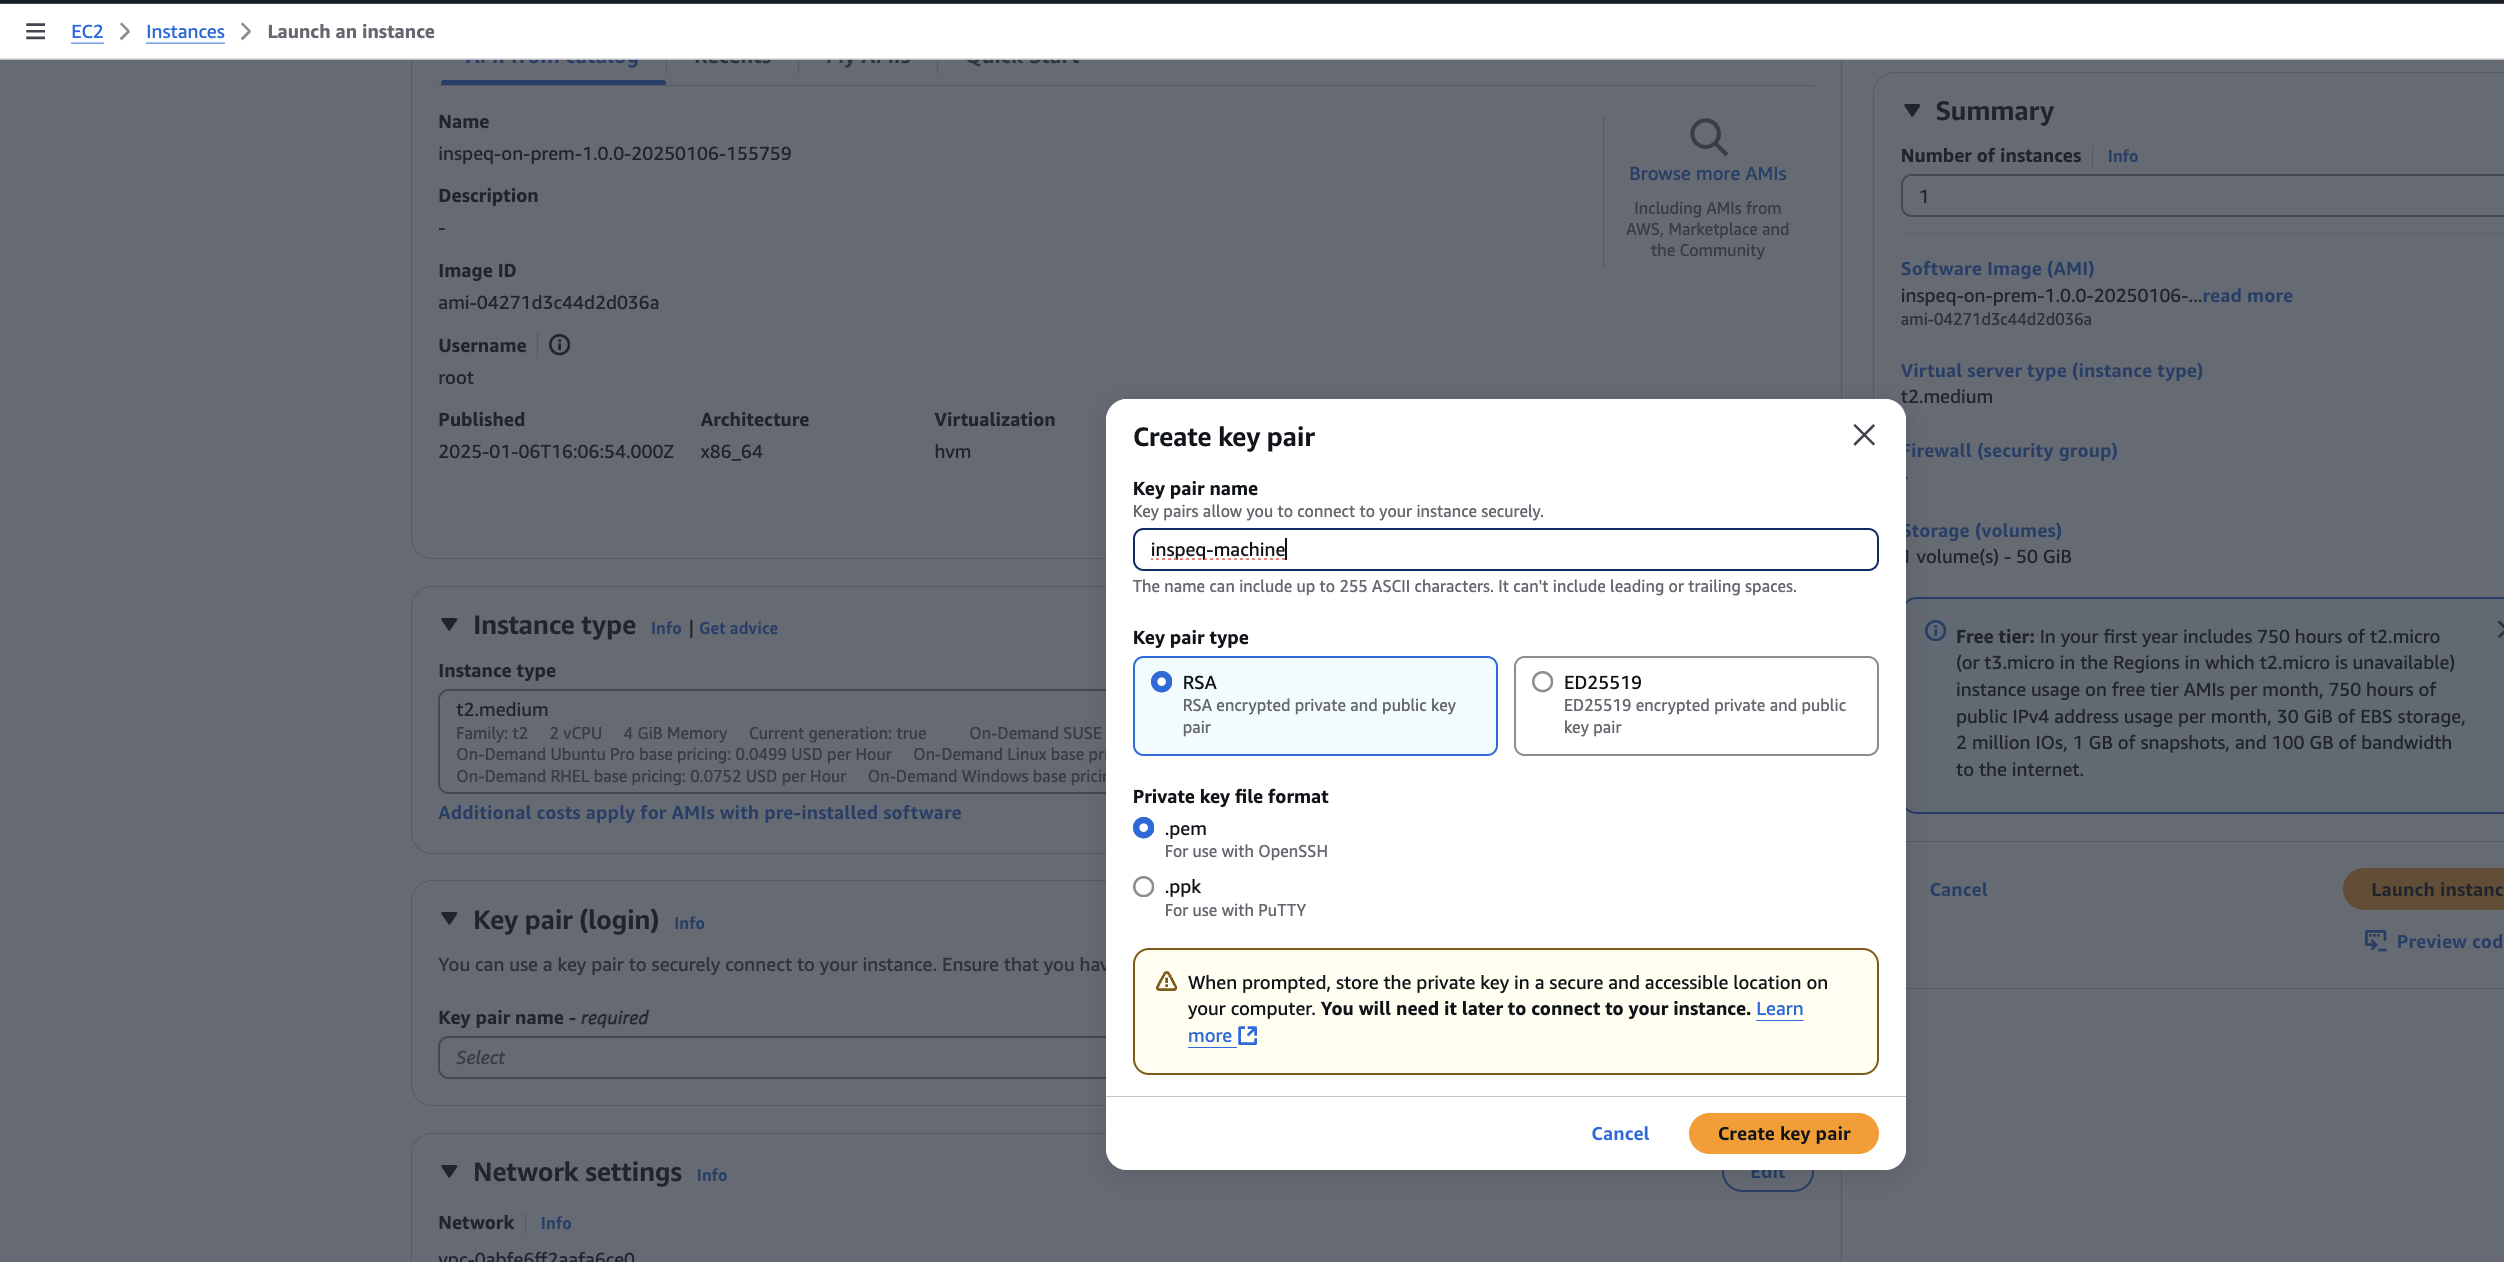 EC2 > Instances > Launch an instance
AMI from catalog Recents My AMIs Quick Start
Name
inspeq-on-prem-1.0.0-20250106-155759
Description
-
Image ID
ami-04271d3c44d2d036a
Username
root
Published Architecture Virtualization
2025-01-06T16:06:54.000Z x86_64 hvm
Browse more AMIs
Including AMIs from
AWS, Marketplace and
the Community
Instance type Info | Get advice
Instance type
t2.medium
Family: t2 2 vCPU 4 GiB Memory Current generation: true On-Demand SUSE
On-Demand Ubuntu Pro base pricing: 0.0499 USD per Hour On-Demand Linux base
On-Demand RHEL base pricing: 0.0752 USD per Hour On-Demand Windows base
Additional costs apply for AMIs with pre-installed software
Key pair (login) Info
You can use a key pair to securely connect to your instance. Ensure that you
Key pair name - required
Select
Network settings Info
Edit
Network Info
vpc-0abfe6ff2aafa6ce0
Create key pair
Key pair name
Key pairs allow you to connect to your instance securely.
inspeq-machine
The name can include up to 255 ASCII characters. It can't include leading or trailing spaces.
Key pair type
RSA
RSA encrypted private and public key
pair
ED25519
ED25519 encrypted private and public
key pair
Private key file format
.pem
For use with OpenSSH
.ppk
For use with PuTTY
When prompted, store the private key in a secure and accessible location on
your computer. You will need it later to connect to your instance. Learn
more
Cancel Create key pair
Summary
Number of instances Info
1
Software Image (AMI)
inspeq-on-prem-1.0.0-20250106-...read more
ami-04271d3c44d2d036a
Virtual server type (instance type)
t2.medium
Firewall (security group)
Storage (volumes)
1 volume(s) - 50 GiB
Free tier: In your first year includes 750 hours of t2.micro
(or t3.micro in the Regions in which t2.micro is unavailable)
instance usage on free tier AMIs per month, 750 hours of
public IPv4 address usage per month, 30 GiB of EBS storage,
2 million IOs, 1 GB of snapshots, and 100 GB of bandwidth
to the internet.
Cancel Launch instanc
Preview cod